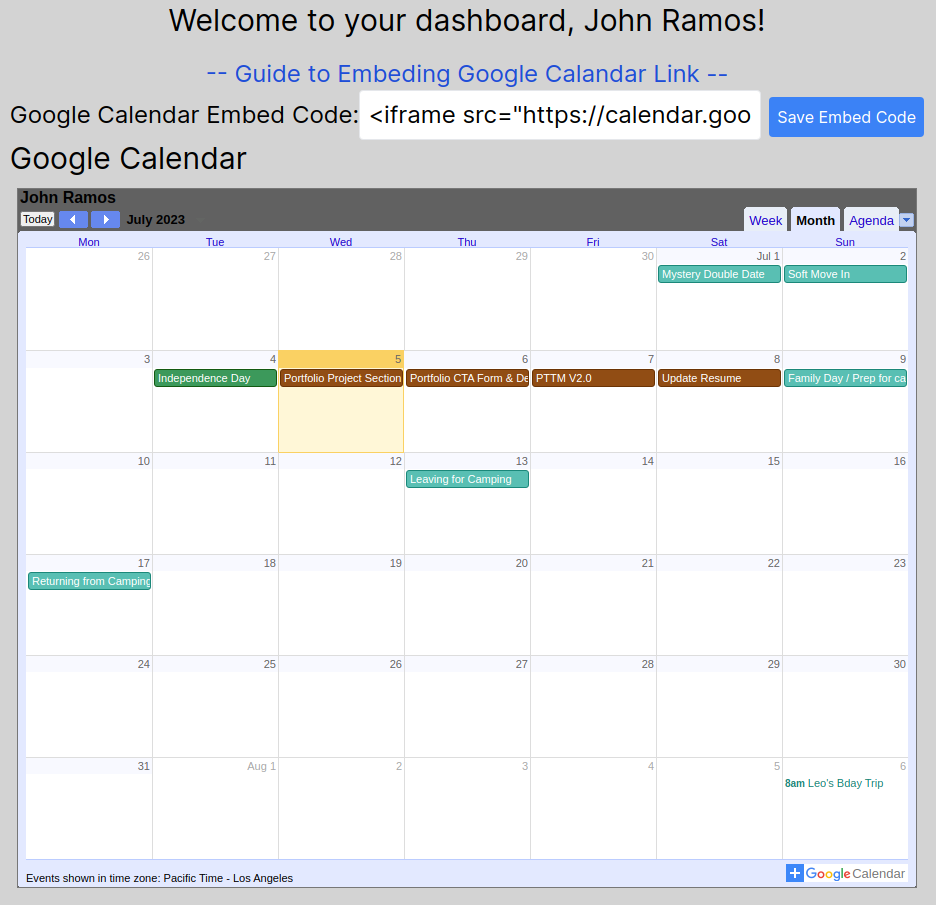 Welcome to your dashboard, John Ramos!
-- Guide to Embeding Google Calandar Link --
Google Calendar Embed Code: <iframe src="https://calendar.goo Save Embed Code
Google Calendar
John Ramos
Today July 2023 Week Month Agenda
Mon Tue Wed Thu Fri Sat Sun
26 27 28 29 30 Jul 1 2
Mystery Double Date Soft Move In
3 4 5 6 7 8 9
Independence Day Portfolio Project Section Portfolio CTA Form & De PTTM V2.0 Update Resume Family Day / Prep for ca
10 11 12 13 14 15 16
Leaving for Camping
17 18 19 20 21 22 23
Returning from Camping
24 25 26 27 28 29 30
31 Aug 1 2 3 4 5 6
8am Leo's Bday Trip
Events shown in time zone: Pacific Time - Los Angeles
+ Google Calendar